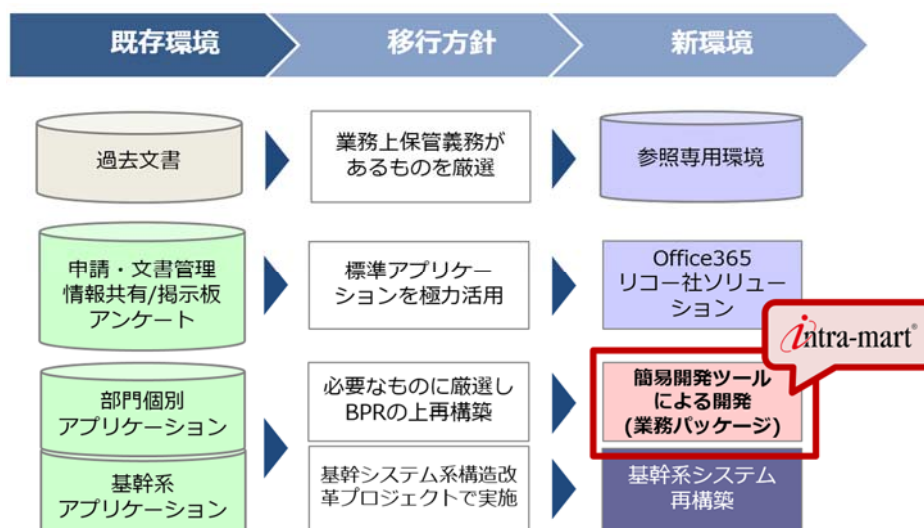 既存環境
移行方針
新環境
過去文書
業務上保管義務が
あるものを厳選
参照専用環境
申請・文書管理
情報共有/掲示板
アンケート
標準アプリケー
ションを極力活用
Office365
リコー社ソリュー
ション
intra-mart®
部門個別
アプリケーション
必要なものに厳選し
BPRの上再構築
簡易開発ツール
による開発
(業務パッケージ)
基幹系
アプリケーション
基幹システム系構造改
革プロジェクトで実施
基幹系システム
再構築